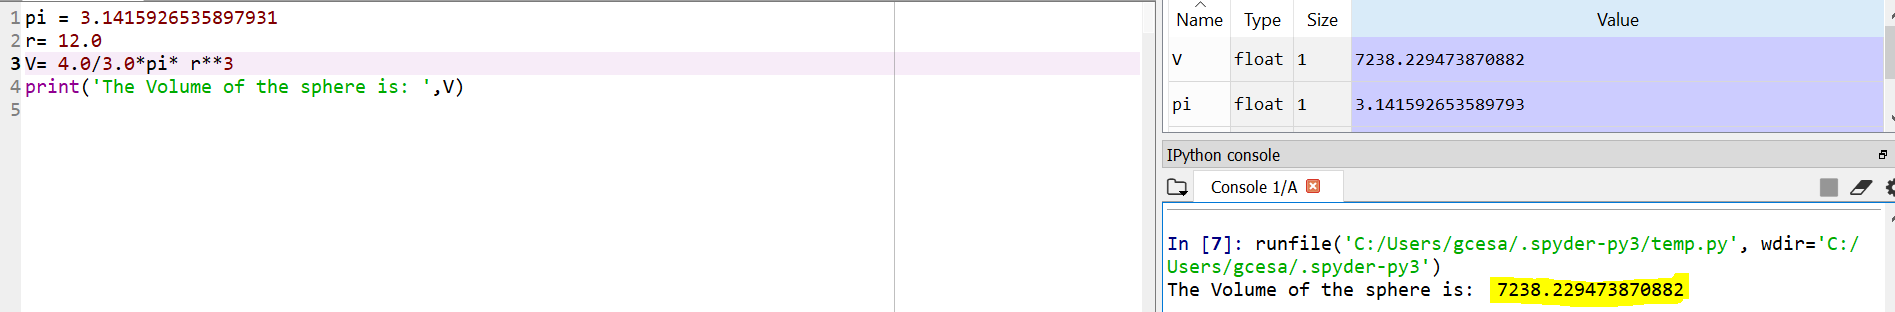 1 pi = 3.1415926535897931
2 r= 12.0
3 V= 4.0/3.0*pi* r**3
4 print('The Volume of the sphere is: ',V)
5
Name Type Size Value
V float 1 7238.229473870882
pi float 1 3.141592653589793
IPython console
Console 1/A
In [7]: runfile('C:/Users/gcesa/.spyder-py3/temp.py', wdir='C:/
Users/gcesa/.spyder-py3')
The Volume of the sphere is:  7238.229473870882